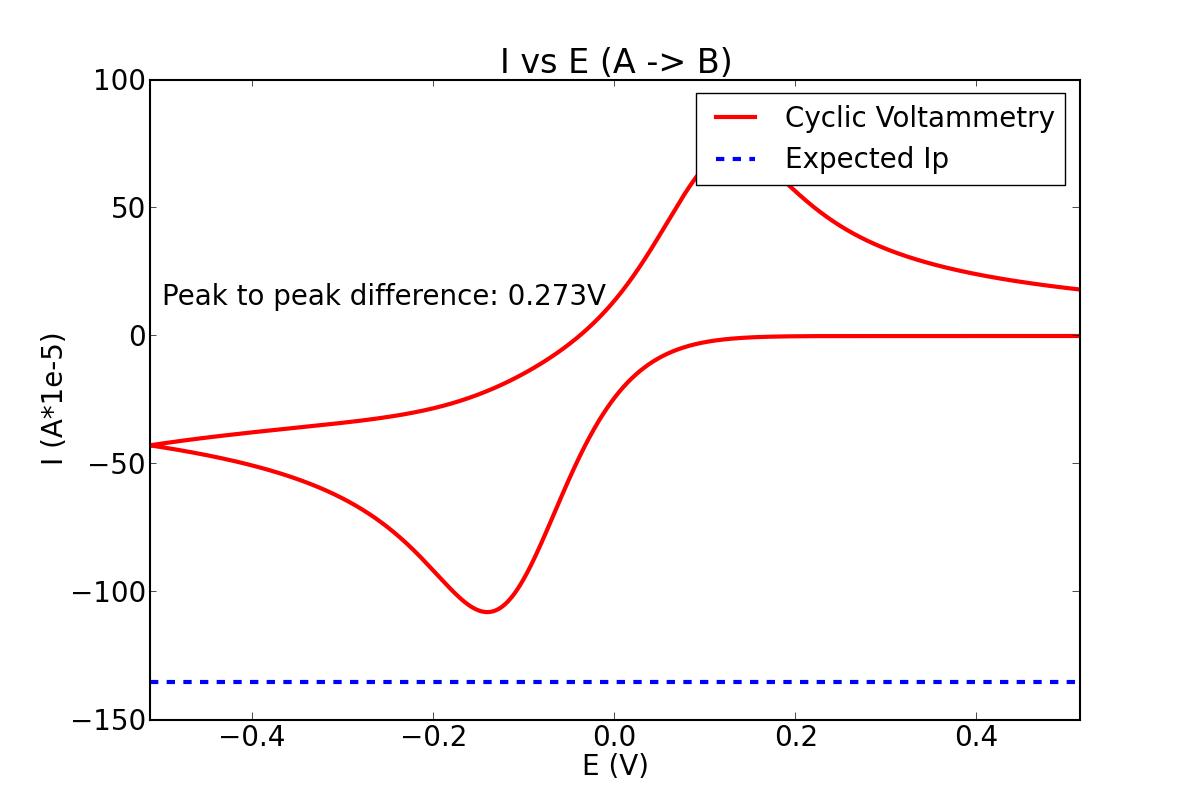 I vs E (A -> B)
Cyclic Voltammetry
Expected Ip
Peak to peak difference: 0.273V
I (A*1e-5)
100
50
0
−50
−100
−150
−0.4 −0.2 0.0 0.2 0.4
E (V)